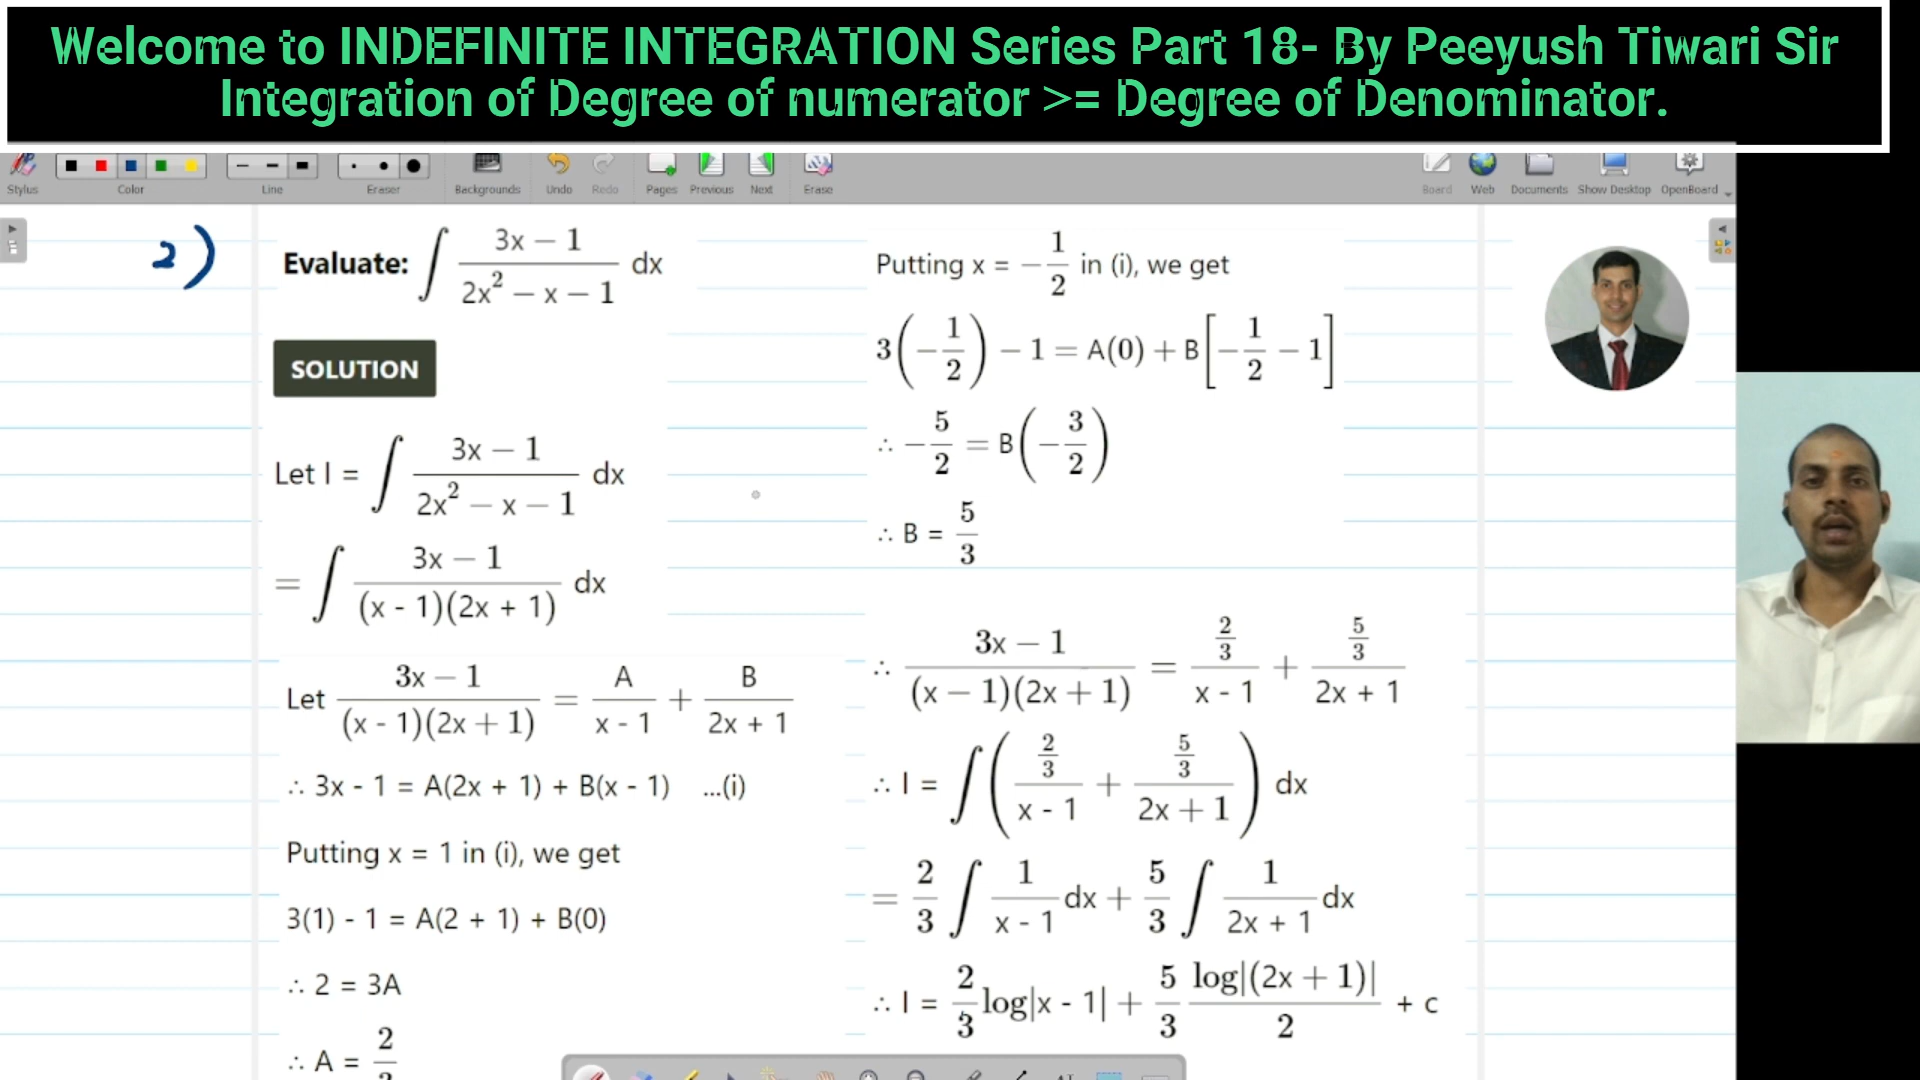 Welcome to INDEFINITE INTEGRATION Series Part 18- By Peeyush Tiwari Sir
Integration of Degree of numerator >= Degree of Denominator.
Stylus Color Line Eraser Backgrounds Undo Redo Pages Previous Next Erase Board Web Documents Show Desktop OpenBoard
2)
Evaluate: ∫ (3x − 1)/(2x² − x − 1) dx
SOLUTION
Let I = ∫ (3x − 1)/(2x² − x − 1) dx
= ∫ (3x − 1)/((x - 1)(2x + 1)) dx
Let (3x − 1)/((x - 1)(2x + 1)) = A/(x - 1) + B/(2x + 1)
∴ 3x - 1 = A(2x + 1) + B(x - 1) ...(i)
Putting x = 1 in (i), we get
3(1) - 1 = A(2 + 1) + B(0)
∴ 2 = 3A
∴ A = 2/3
Putting x = −1/2 in (i), we get
3(−1/2) − 1 = A(0) + B[−1/2 − 1]
∴ −5/2 = B(−3/2)
∴ B = 5/3
∴ (3x − 1)/((x − 1)(2x + 1)) = (2/3)/(x - 1) + (5/3)/(2x + 1)
∴ I = ∫ ((2/3)/(x - 1) + (5/3)/(2x + 1)) dx
= 2/3 ∫ 1/(x - 1) dx + 5/3 ∫ 1/(2x + 1) dx
∴ I = 2/3 log|x - 1| + 5/3 log|(2x + 1)|/2 + c